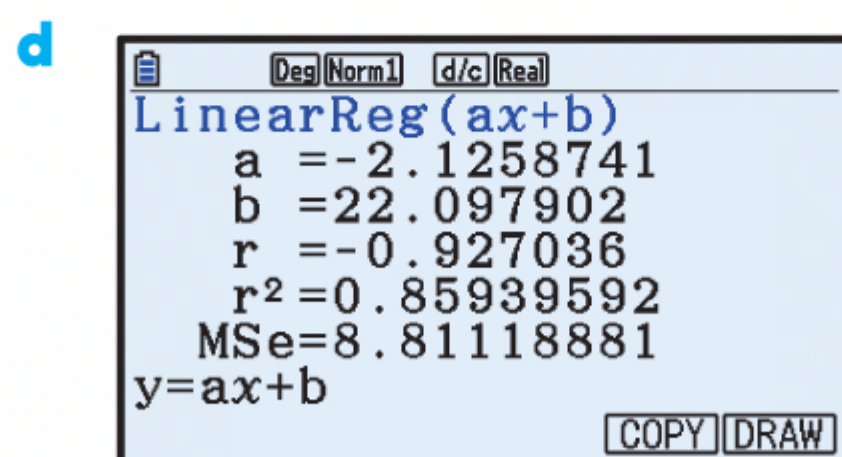 d
Deg Norm1 d/c Real
LinearReg(ax+b)
a =-2.1258741
b =22.097902
r =-0.927036
r²=0.85939592
MSe=8.81118881
y=ax+b
COPY DRAW